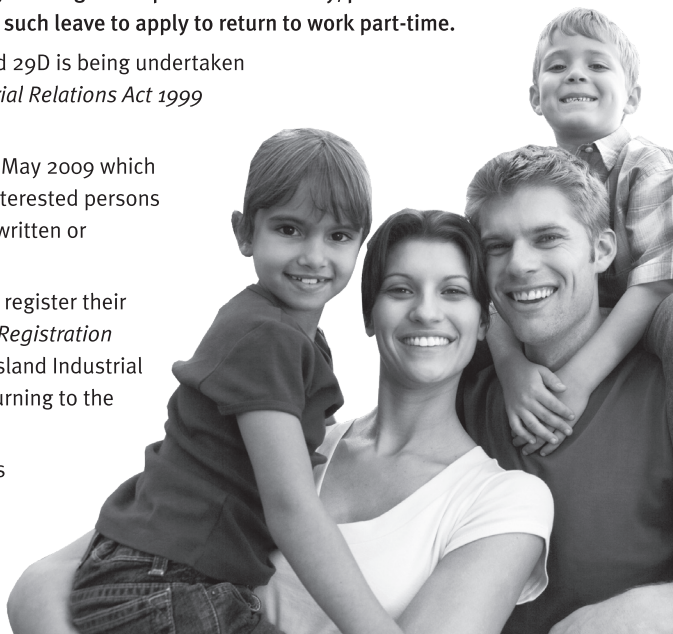 such leave to apply to return to work part-time.
d 29D is being undertaken
ial Relations Act 1999
May 2009 which
terested persons
written or
register their
Registration
sland Industrial
urning to the
s